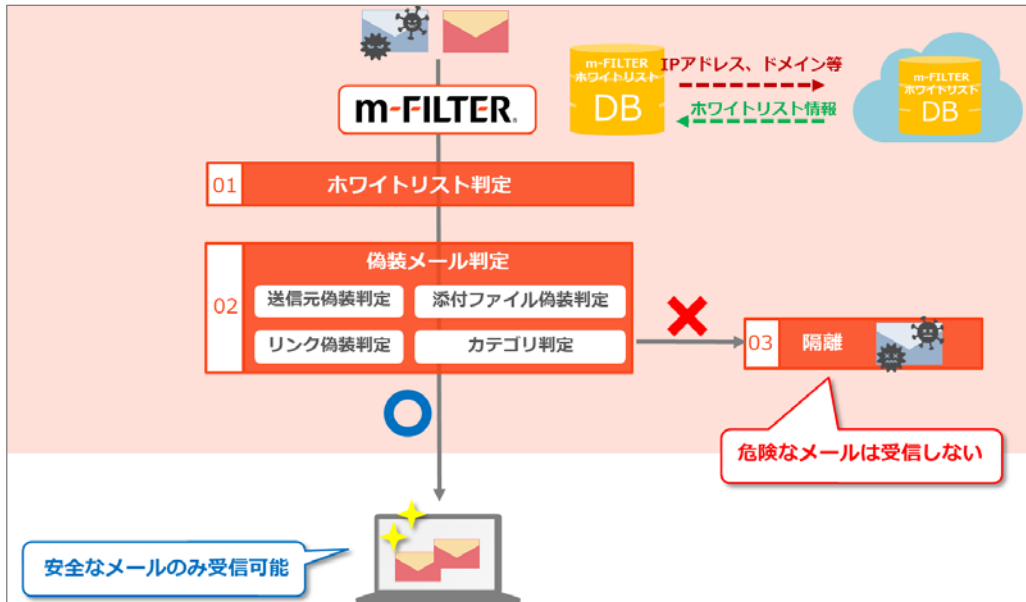 m-FILTER
ホワイトリスト
DB
IPアドレス、ドメイン等
ホワイトリスト情報
m-FILTER
ホワイトリスト
DB
m-FILTER®
01 ホワイトリスト判定
02
偽装メール判定
送信元偽装判定 添付ファイル偽装判定
リンク偽装判定 カテゴリ判定
03 隔離
危険なメールは受信しない
安全なメールのみ受信可能